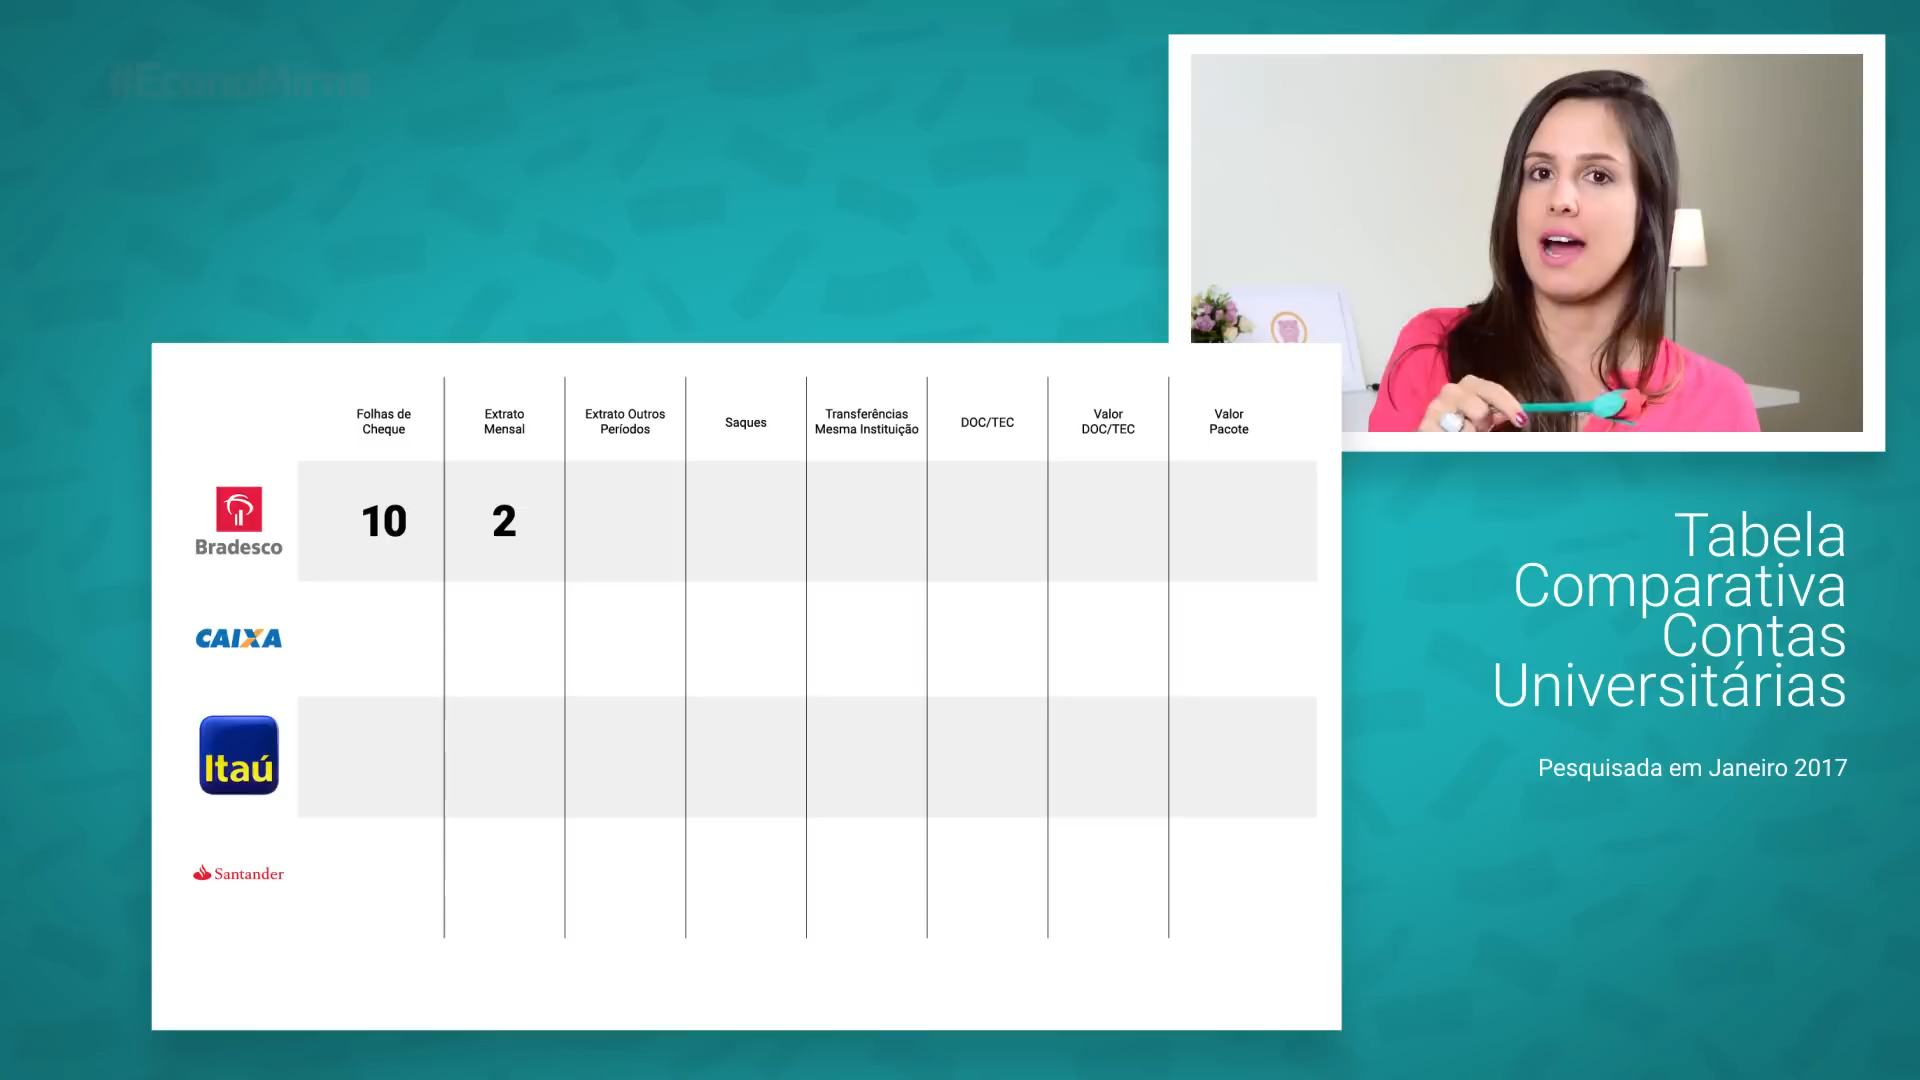 #EconoMirna
Folhas de
Cheque
Extrato
Mensal
Extrato Outros
Períodos
Saques
Transferências
Mesma Instituição
DOC/TEC
Valor
DOC/TEC
Valor
Pacote
Bradesco
10
2
CAIXA
Itaú
Santander
Tabela
Comparativa
Contas
Universitárias
Pesquisada em Janeiro 2017